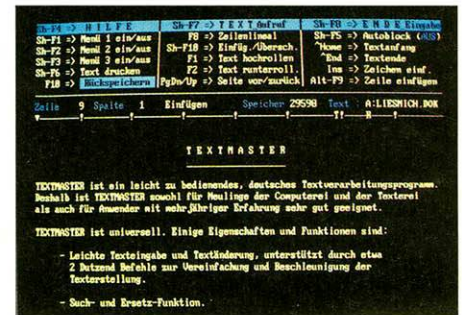 Sh-F4 => H I L F E Sh-F7 => T E X T Anfref Sh-F8 => E N D E Eingabe
Sh-F1 => Menü 1 ein/aus F8 => Zeilenlineal Sh-F5 => Autoblock (AUS)
Sh-F2 => Menü 2 ein/aus Sh-F10 => Einfüg./Übersch. ^Home => Textanfang
Sh-F3 => Menü 3 ein/aus F1 => Text hochrollen ^End => Textende
Sh-F6 => Text drucken F2 => Text runterroll. Ins => Zeichen einf.
F10 => Rückspeichern PgDn/Up => Seite vor/zurück Alt-F9 => Zeile einfügen
Zeile 9 Spalte 1 Einfügen Speicher 29590 Text : A:LIESMICH.DOK
T E X T M A S T E R
TEXTMASTER ist ein leicht zu bedienendes, deutsches Textverarbeitungsprogramm.
Deshalb ist TEXTMASTER sowohl für Neulinge der Computerei und der Texterei
als auch für Anwender mit mehrjähriger Erfahrung sehr gut geeignet.
TEXTMASTER ist universell. Einige Eigenschaften und Funktionen sind:
- Leichte Texteingabe und Textänderung, unterstützt durch etwa
2 Dutzend Befehle zur Vereinfachung und Beschleunigung der
Texterstellung.
- Such- und Ersetz-Funktion.